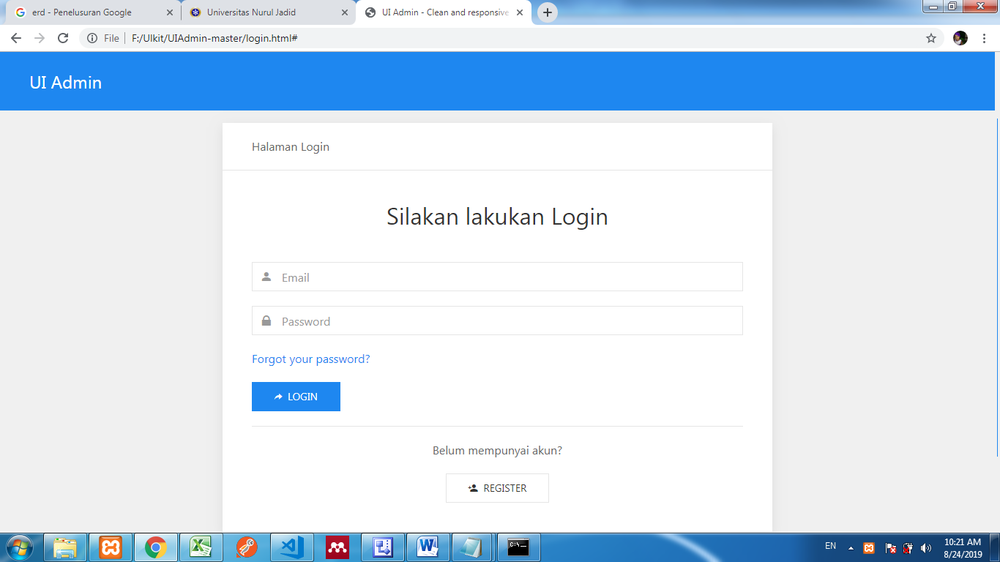 erd - Penelusuran Google
Universitas Nurul Jadid
UI Admin - Clean and responsive
File
F:/UIkit/UIAdmin-master/login.html#
UI Admin
Halaman Login
Silakan lakukan Login
Email
Password
Forgot your password?
LOGIN
Belum mempunyai akun?
REGISTER
EN
10:21 AM
8/24/2019